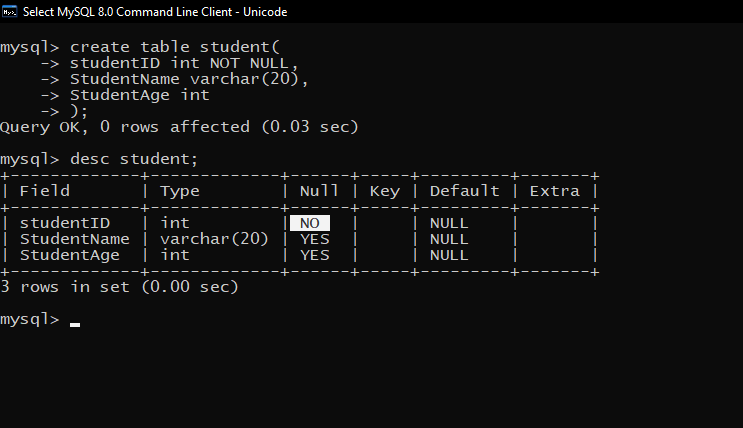 Select MySQL 8.0 Command Line Client - Unicode
mysql> create table student(
    -> studentID int NOT NULL,
    -> StudentName varchar(20),
    -> StudentAge int
    -> );
Query OK, 0 rows affected (0.03 sec)
mysql> desc student;
+-------------+-------------+------+-----+---------+-------+
| Field       | Type        | Null | Key | Default | Extra |
+-------------+-------------+------+-----+---------+-------+
| studentID   | int         | NO   |     | NULL    |       |
| StudentName | varchar(20) | YES  |     | NULL    |       |
| StudentAge  | int         | YES  |     | NULL    |       |
+-------------+-------------+------+-----+---------+-------+
3 rows in set (0.00 sec)
mysql>